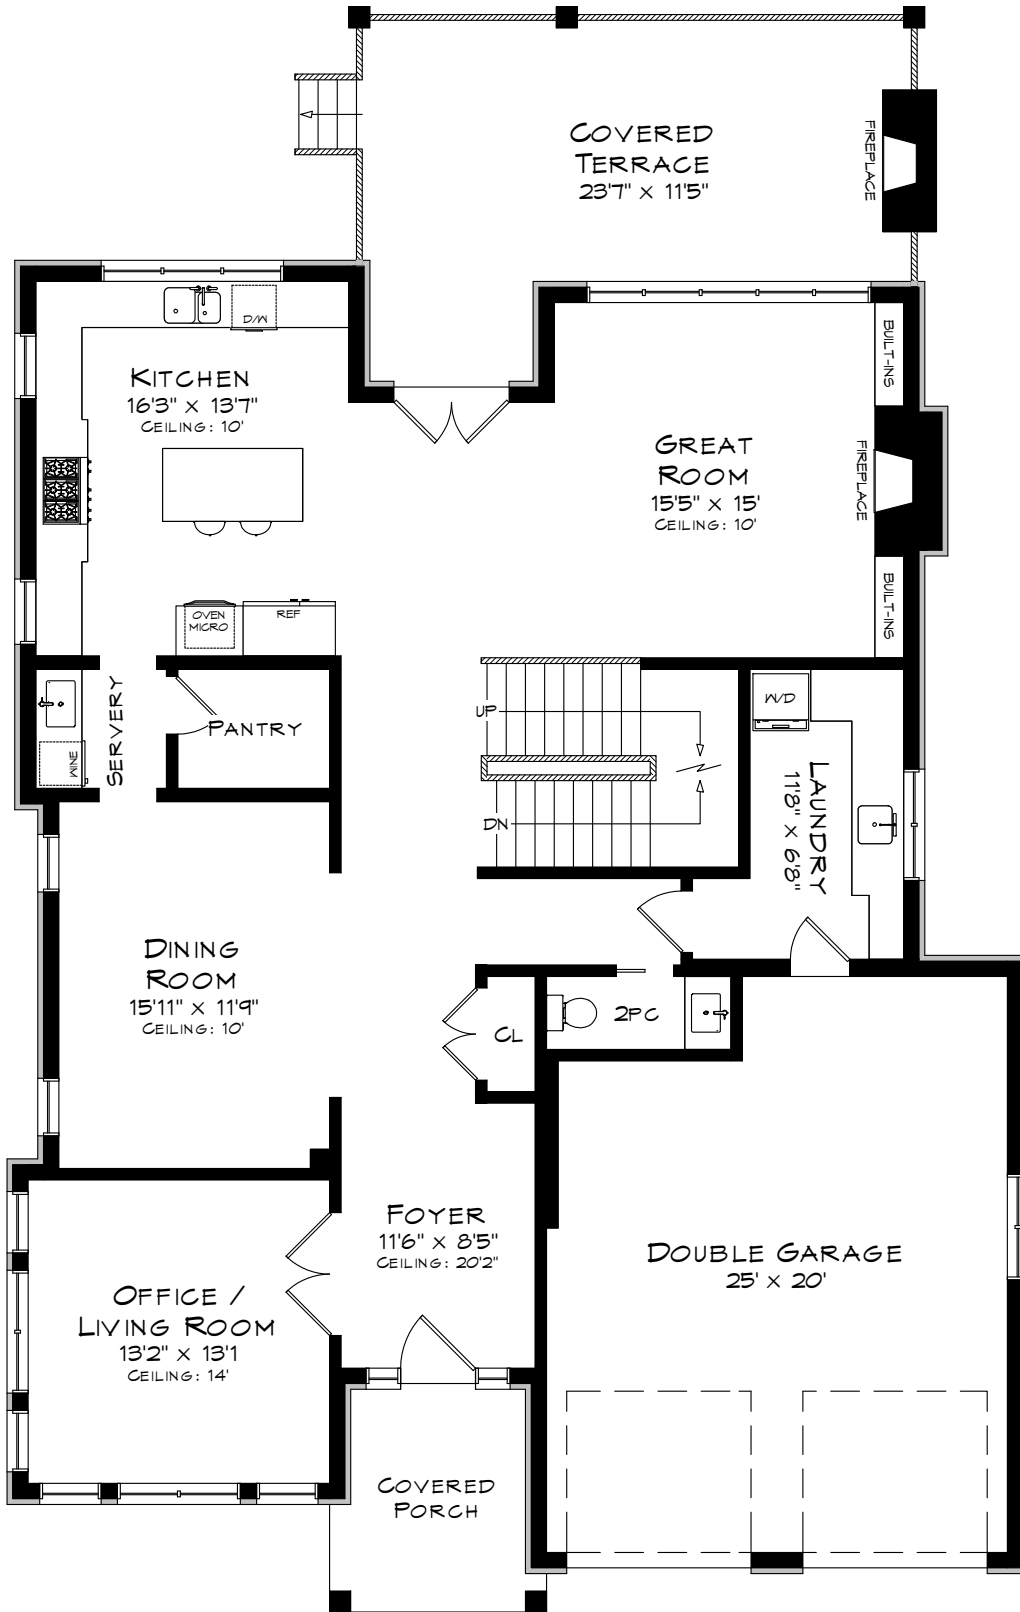 COVERED
TERRACE
23'7" x 11'5"
FIREPLACE
D/W
KITCHEN
16'3" x 13'7"
CEILING: 10'
BUILT-INS
GREAT
ROOM
15'5" x 15'
CEILING: 10'
FIREPLACE
BUILT-INS
OVEN
MICRO
REF
SERVERY
PANTRY
WINE
UP
DN
W/D
LAUNDRY
11'8" x 6'8"
DINING
ROOM
15'11" x 11'9"
CEILING: 10'
CL
2PC
FOYER
11'6" x 8'5"
CEILING: 20'2"
DOUBLE GARAGE
25' x 20'
OFFICE /
LIVING ROOM
13'2" x 13'1
CEILING: 14'
COVERED
PORCH